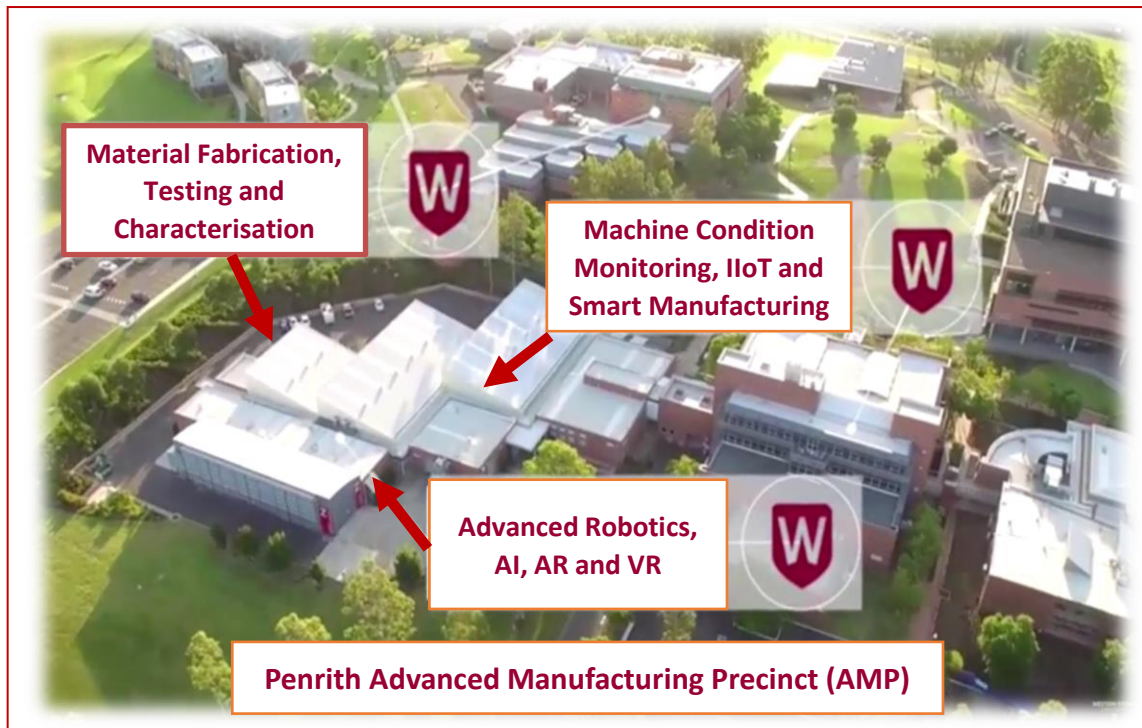 Material Fabrication,
Testing and
Characterisation
W
Machine Condition
Monitoring, IIoT and
Smart Manufacturing
W
Advanced Robotics,
AI, AR and VR
W
Penrith Advanced Manufacturing Precinct (AMP)